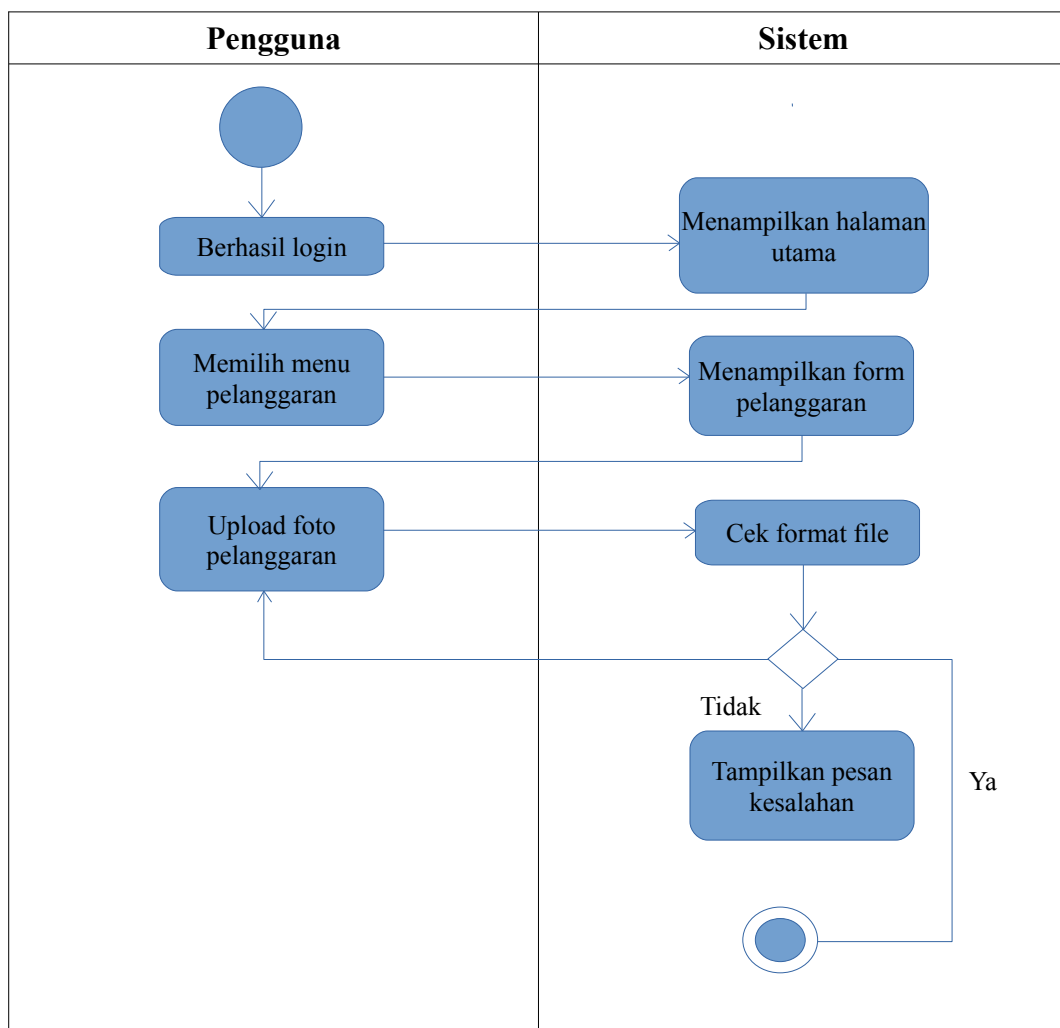 Pengguna
Sistem
Berhasil login
Menampilkan halaman
utama
Memilih menu
pelanggaran
Menampilkan form
pelanggaran
Upload foto
pelanggaran
Cek format file
Tidak
Tampilkan pesan
kesalahan
Ya